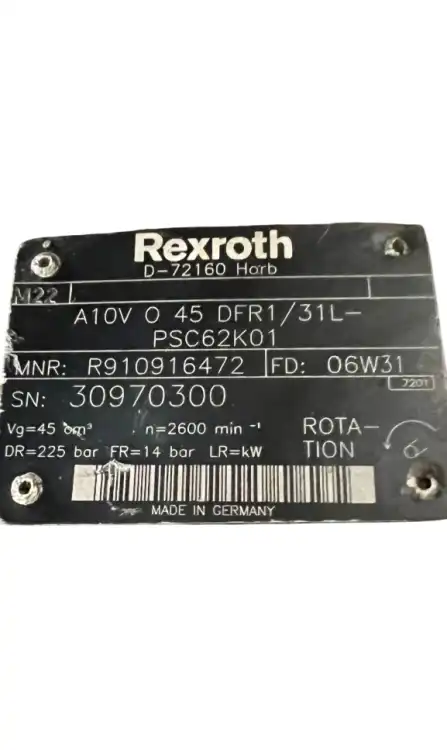 Rexroth
D-72160 Horb
M22
A10V O 45 DFR1/31L-
PSC62K01
MNR: R910916472 FD: 06W31
7201
SN: 30970300
Vg=45 cm³ n=2600 min⁻¹ ROTA-
DR=225 bar FR=14 bar LR=kW TION
MADE IN GERMANY